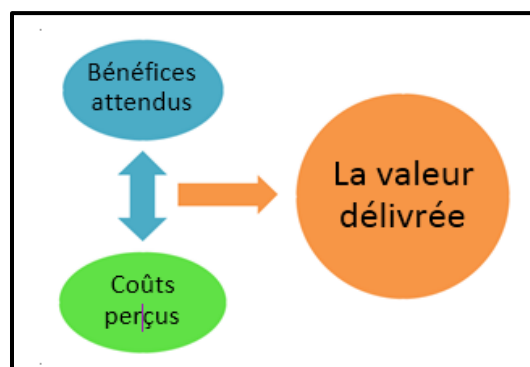 Bénéfices
attendus
La valeur
délivrée
Coûts
perçus